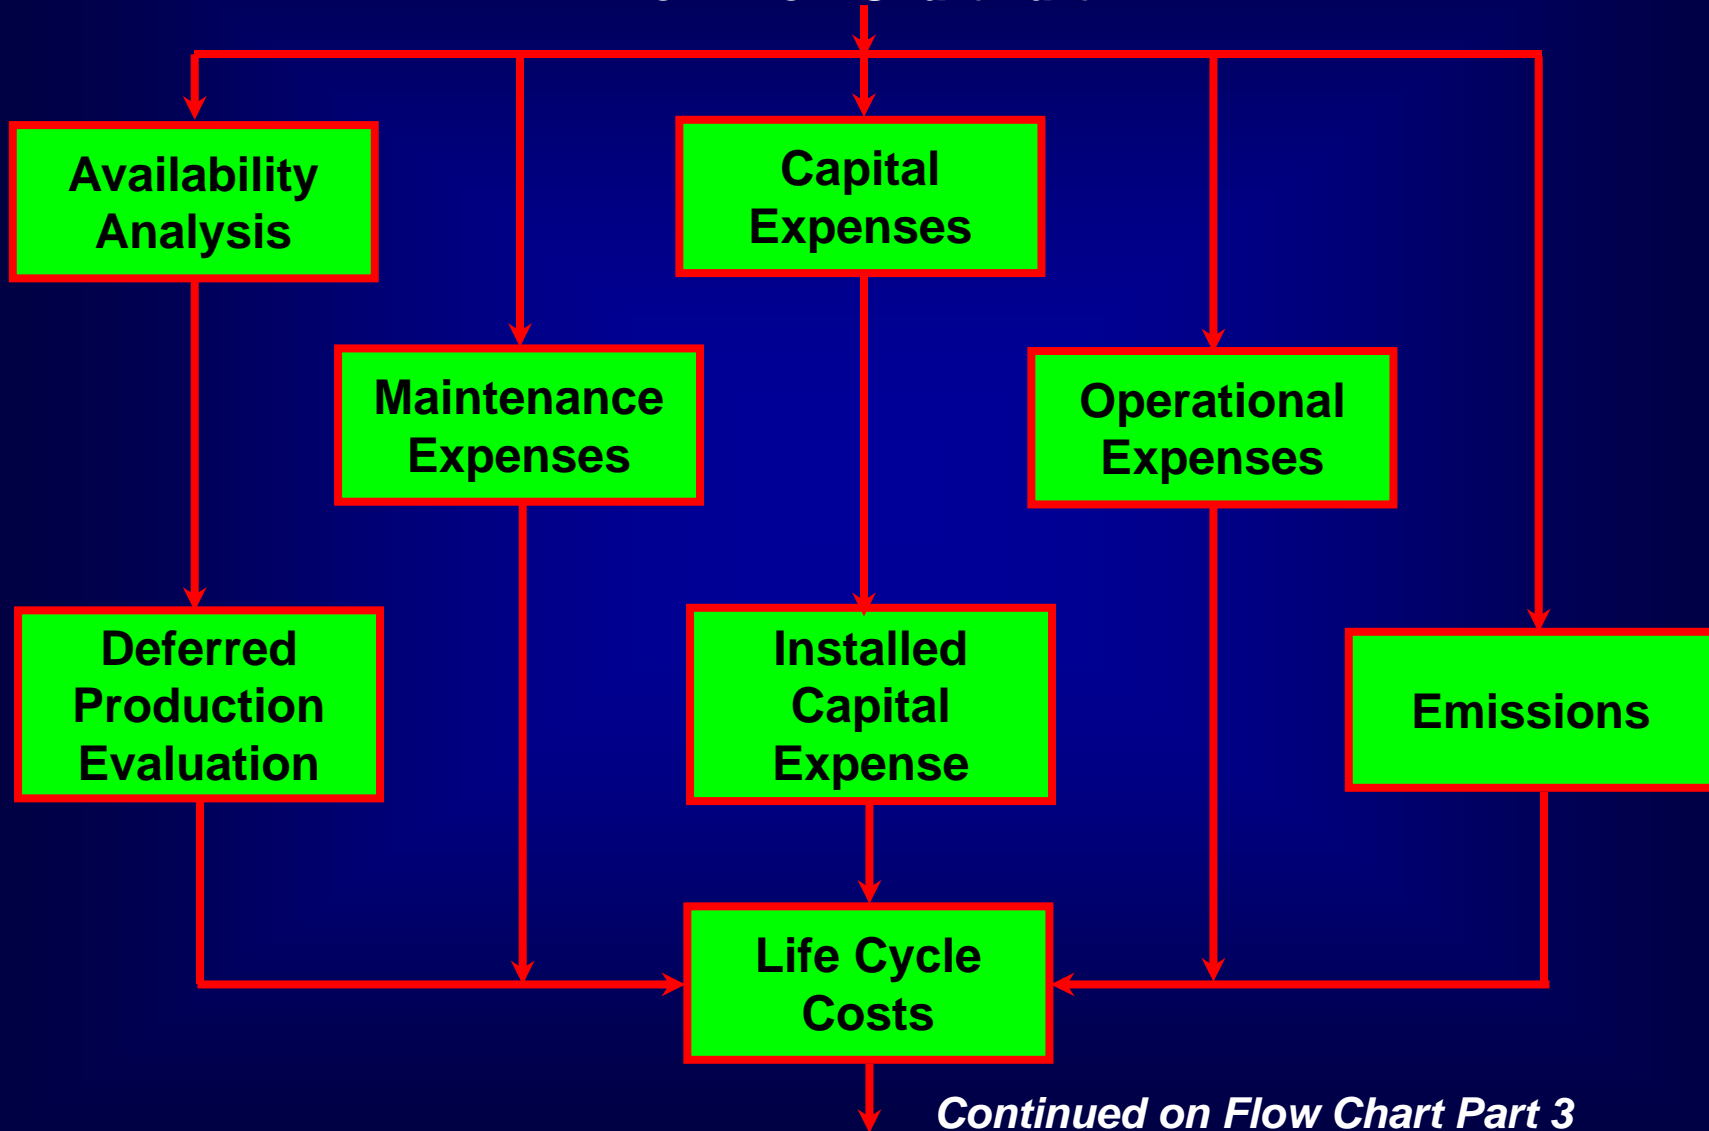 Availability
Analysis
Capital
Expenses
Maintenance
Expenses
Operational
Expenses
Deferred
Production
Evaluation
Installed
Capital
Expense
Emissions
Life Cycle
Costs
Continued on Flow Chart Part 3